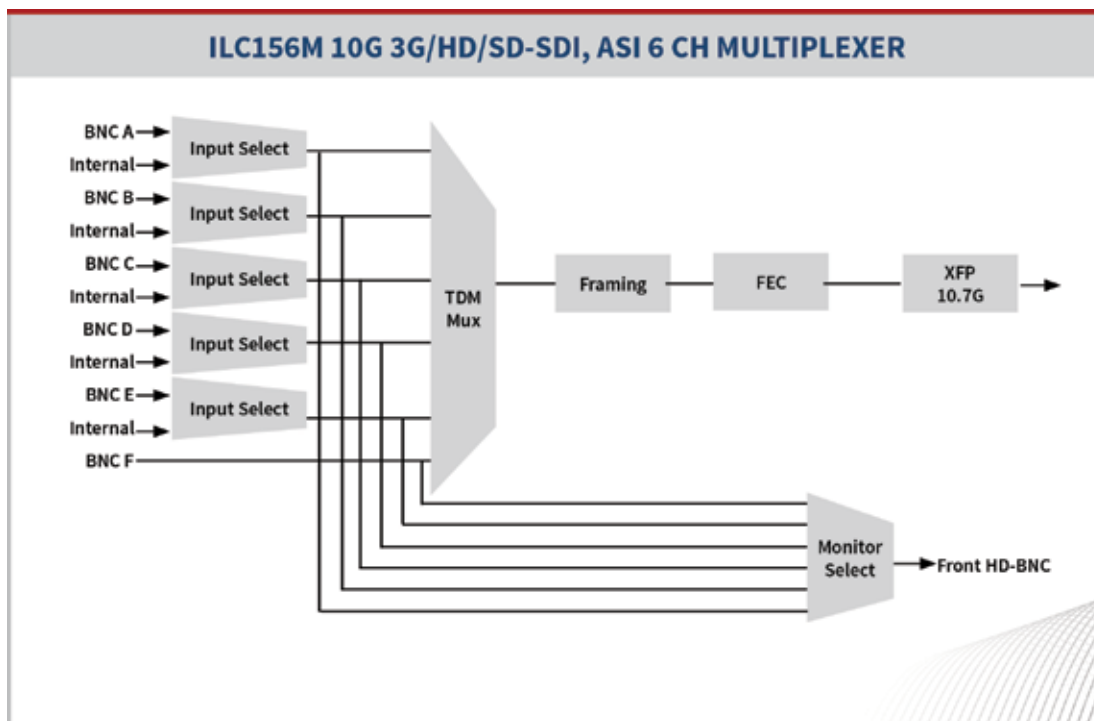 ILC156M 10G 3G/HD/SD-SDI, ASI 6 CH MULTIPLEXER
BNC A
Internal
Input Select
BNC B
Internal
Input Select
BNC C
Internal
Input Select
BNC D
Internal
Input Select
BNC E
Internal
Input Select
BNC F
TDM
Mux
Framing
FEC
XFP
10.7G
Monitor
Select
Front HD-BNC